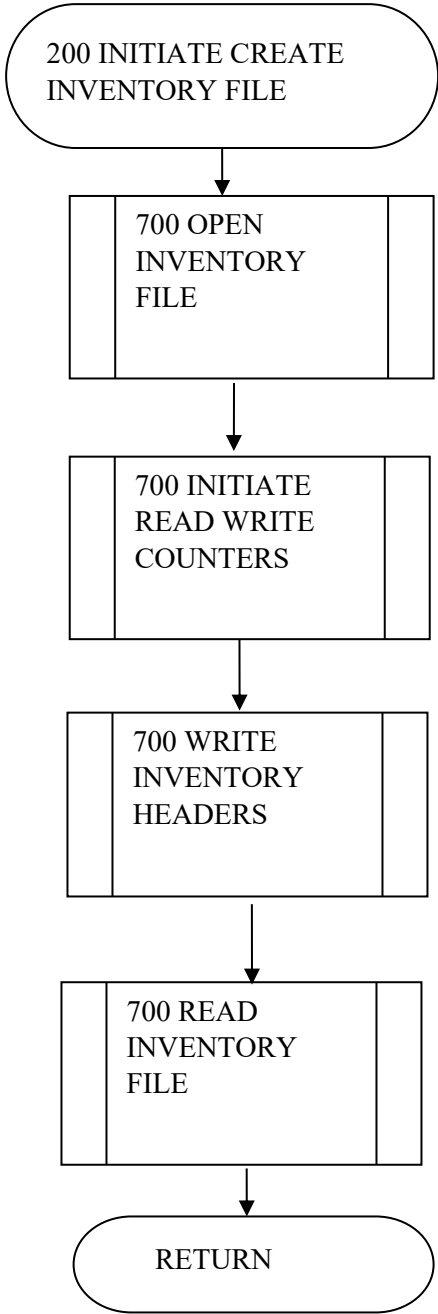 200 INITIATE CREATE
INVENTORY FILE
700 OPEN
INVENTORY
FILE
700 INITIATE
READ WRITE
COUNTERS
700 WRITE
INVENTORY
HEADERS
700 READ
INVENTORY
FILE
RETURN